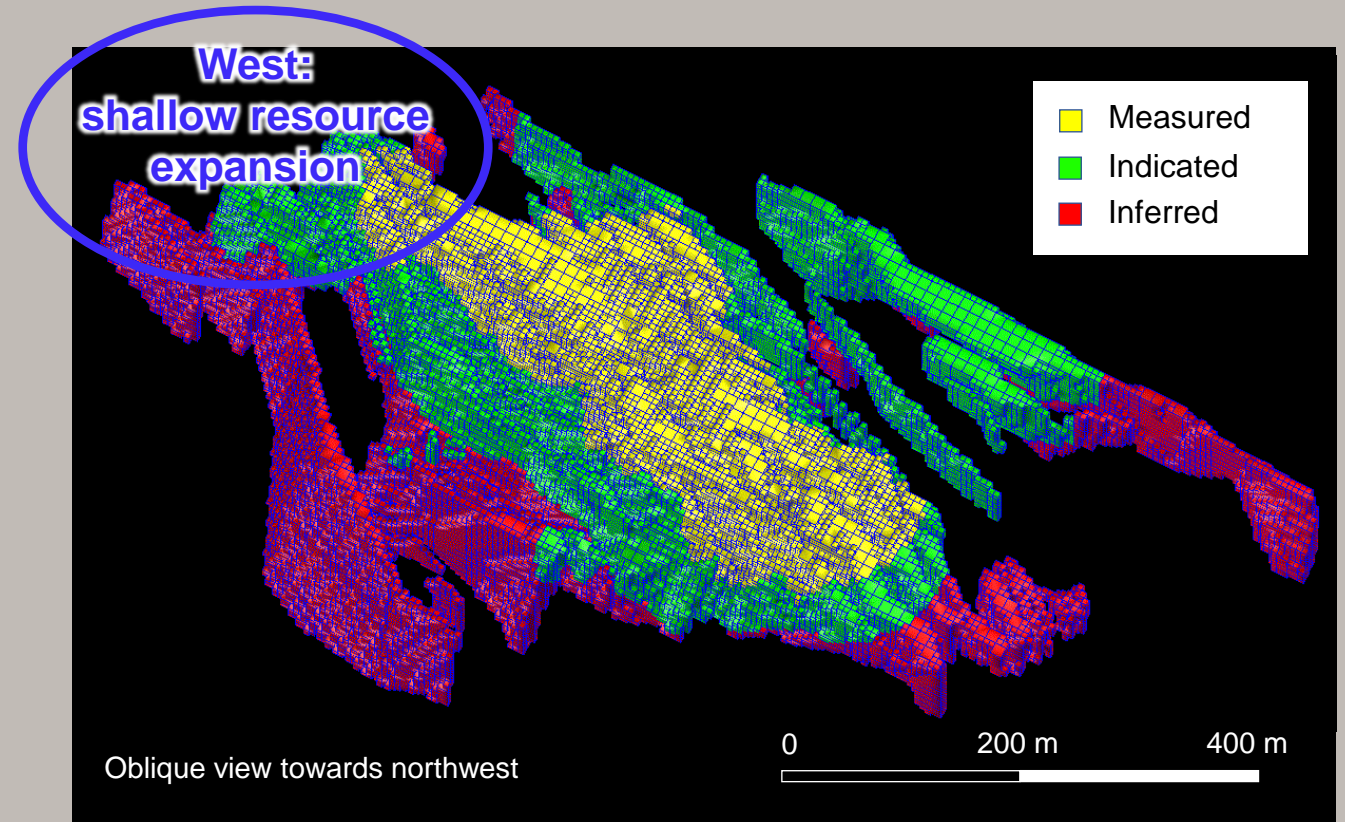 West:
shallow resource
expansion
Measured
Indicated
Inferred
0 200 m 400 m
Oblique view towards northwest